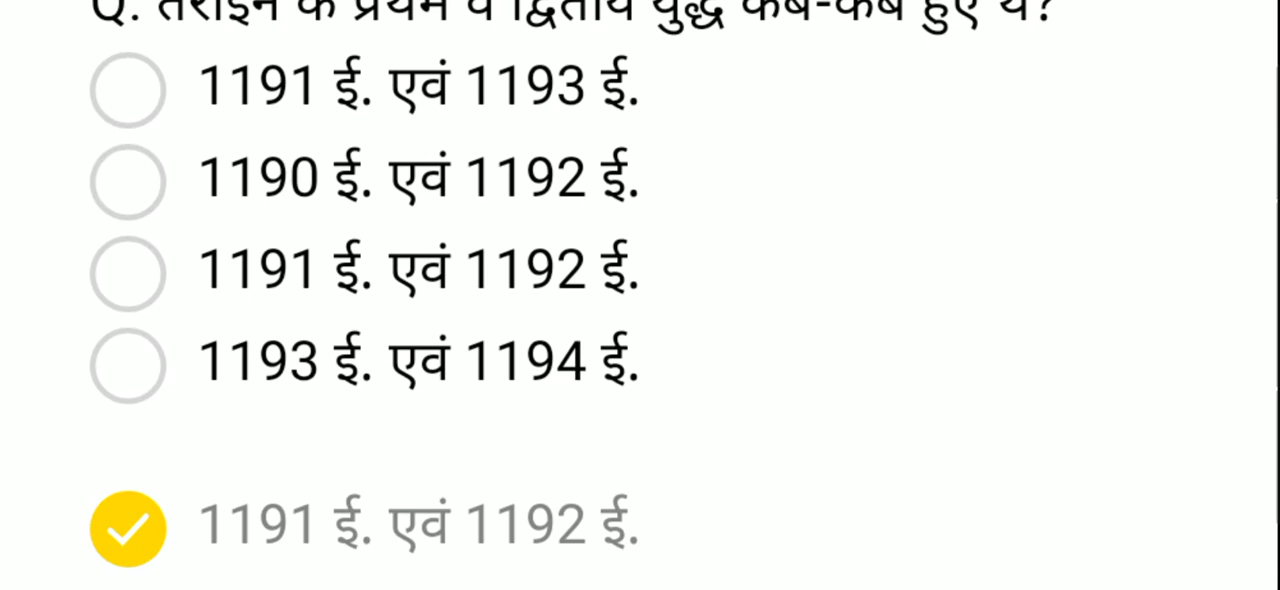 Q. तराइन के प्रथम व द्वितीय युद्ध कब-कब हुए थे?
1191 ई. एवं 1193 ई.
1190 ई. एवं 1192 ई.
1191 ई. एवं 1192 ई.
1193 ई. एवं 1194 ई.
1191 ई. एवं 1192 ई.